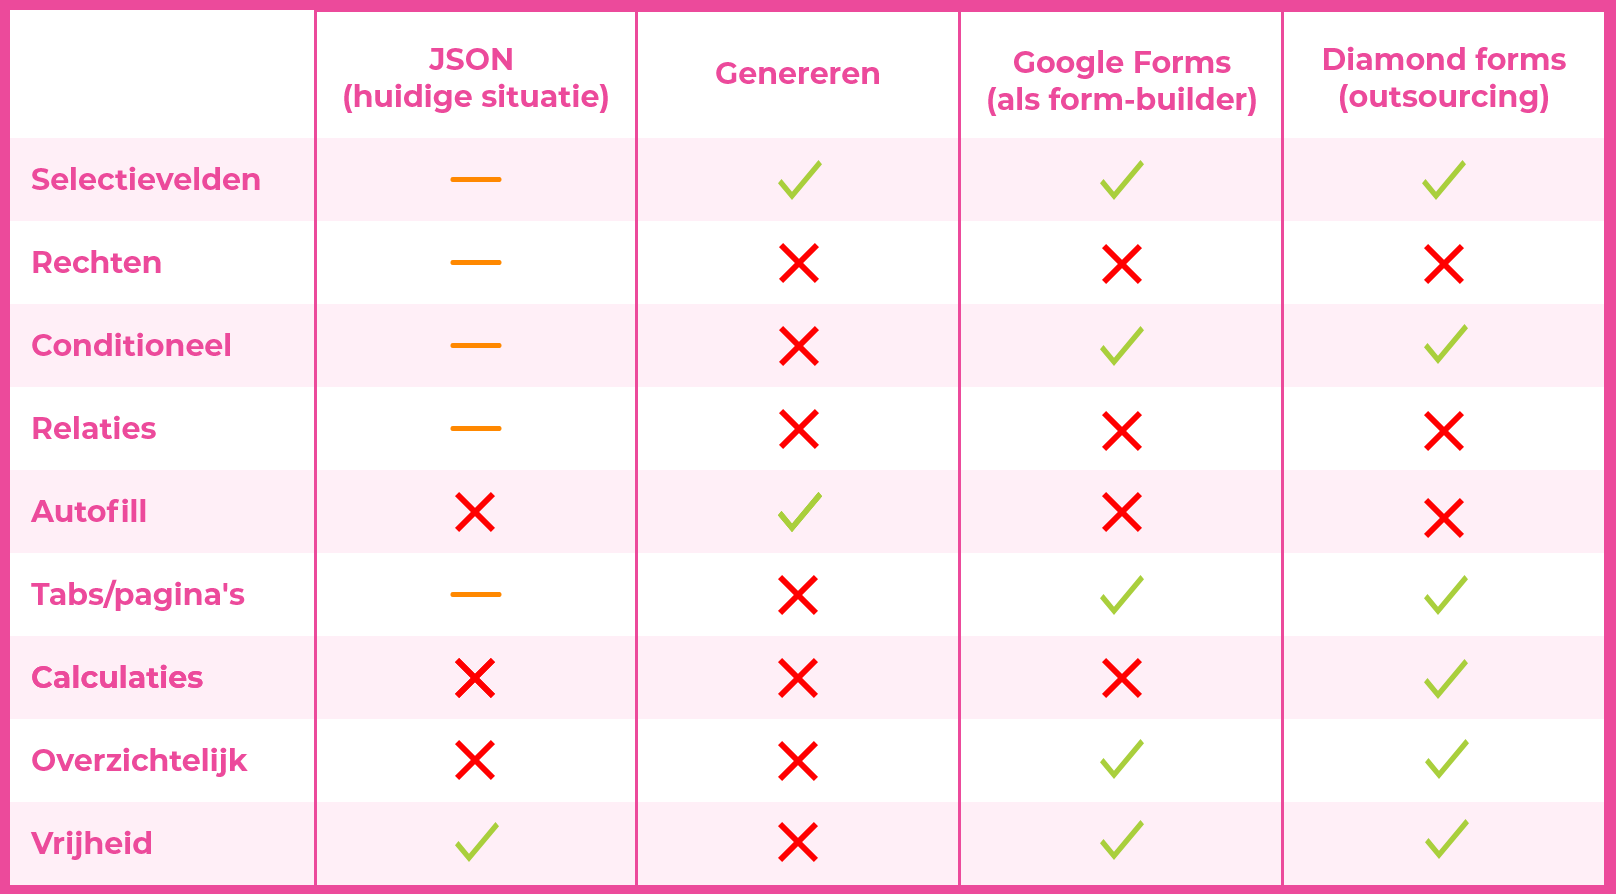 JSON
(huidige situatie)
Genereren
Google Forms
(als form-builder)
Diamond forms
(outsourcing)
Selectievelden
Rechten
Conditioneel
Relaties
Autofill
Tabs/pagina's
Calculaties
Overzichtelijk
Vrijheid